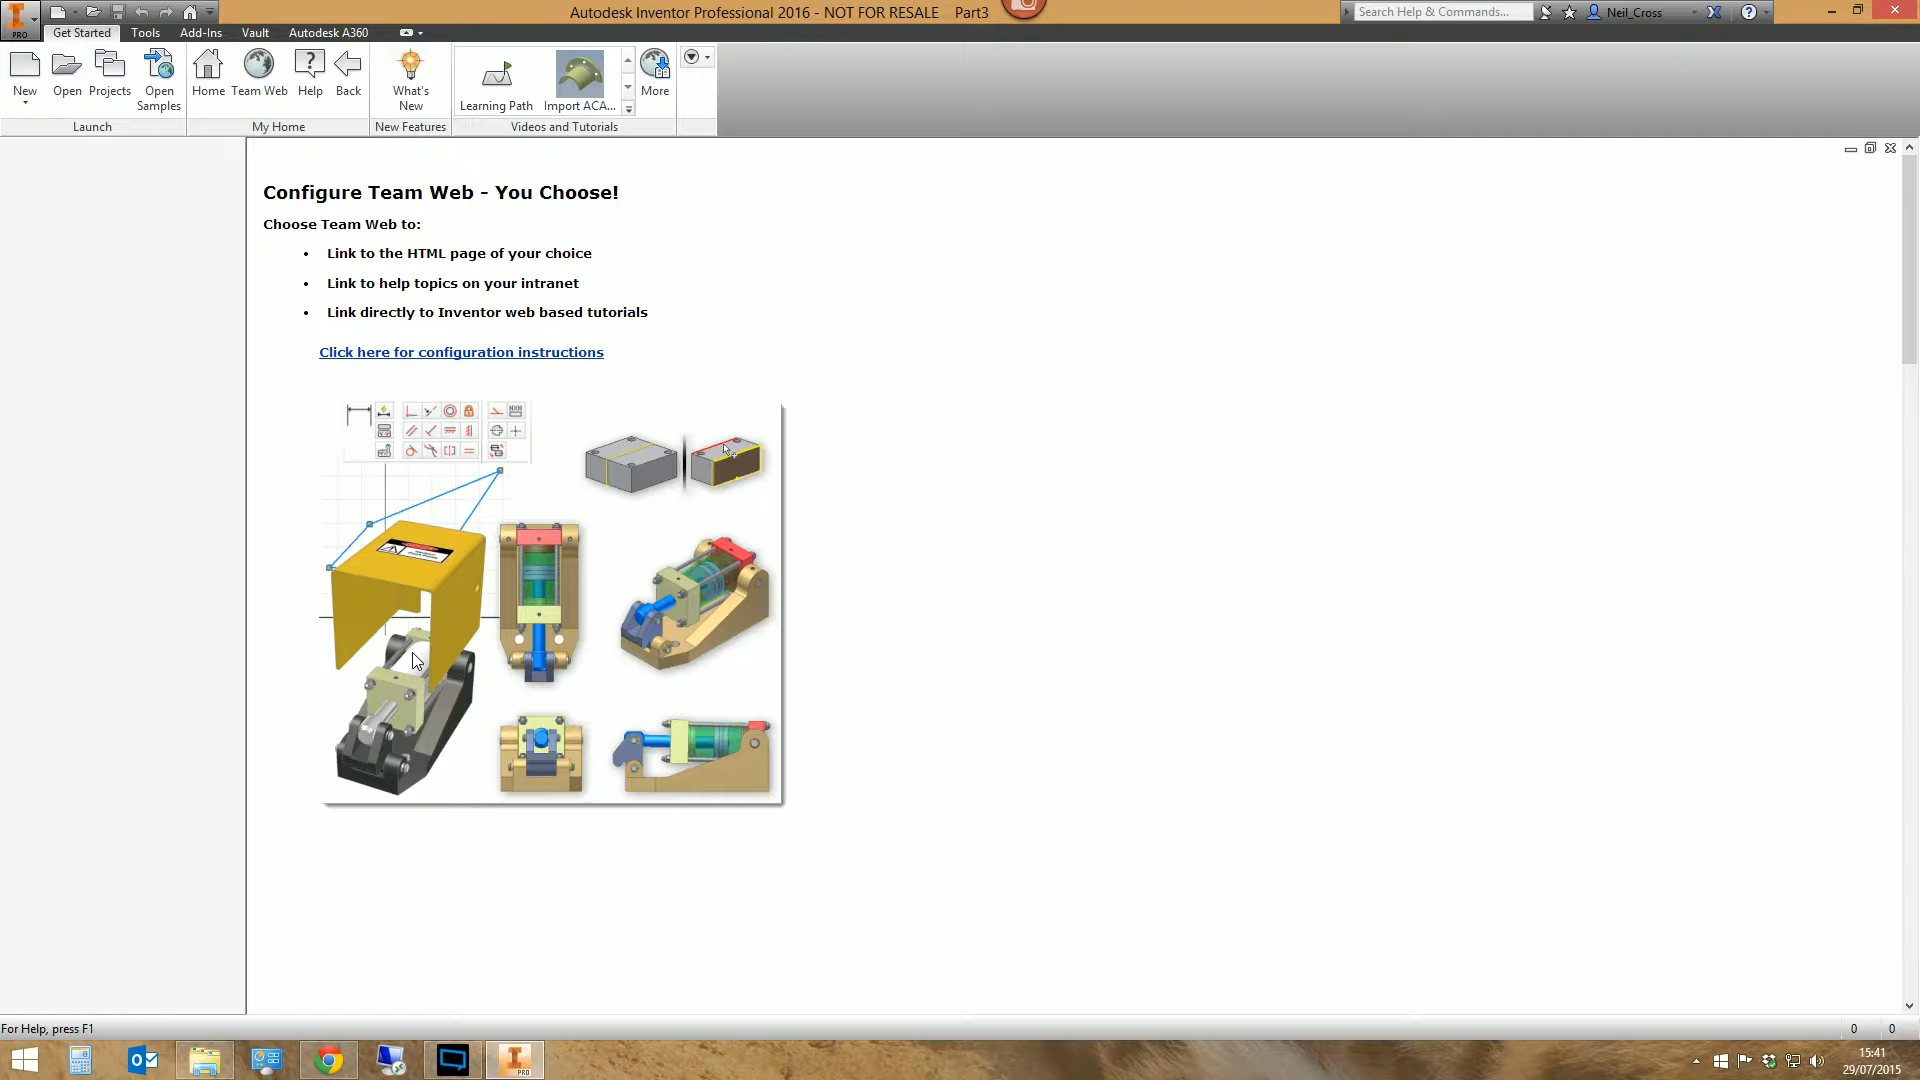 PRO
Autodesk Inventor Professional 2016 - NOT FOR RESALE Part3
Search Help & Commands...
Neil_Cross
Get Started Tools Add-Ins Vault Autodesk A360
New Open Projects Open Samples Home Team Web Help Back What's New Learning Path Import ACA... More
Launch My Home New Features Videos and Tutorials
Configure Team Web - You Choose!
Choose Team Web to:
• Link to the HTML page of your choice
• Link to help topics on your intranet
• Link directly to Inventor web based tutorials
Click here for configuration instructions
For Help, press F1
0 0
PRO
15:41
29/07/2015